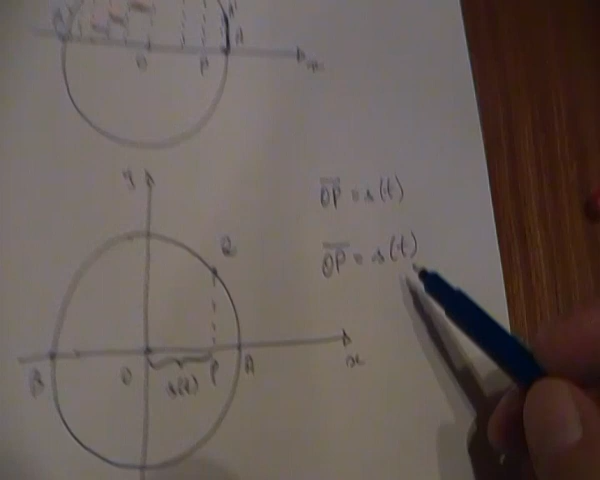 A
O
P
x
y
OP = s(t)
Q
OP = s(t)
B
O
s(t)
P
A
x